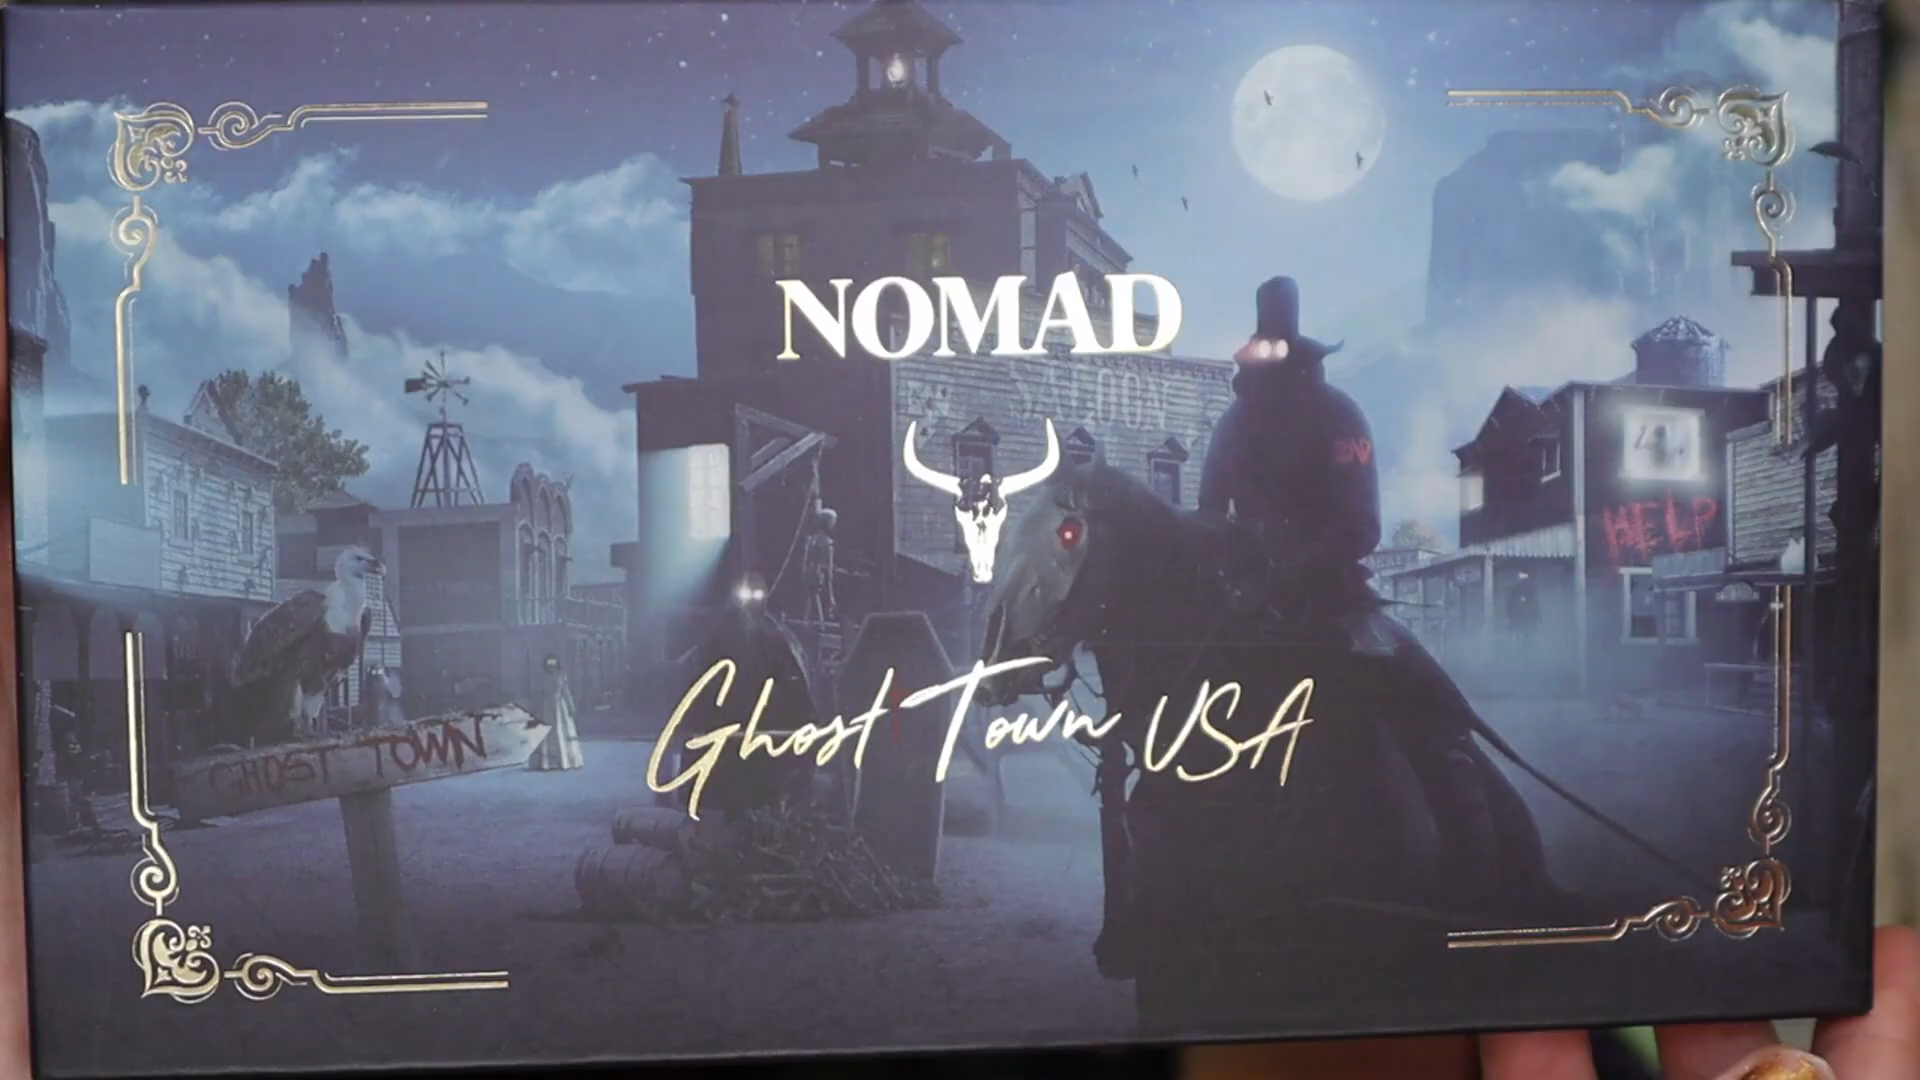 NOMAD
SALOON
HELP
Ghost Town USA
GHOST TOWN